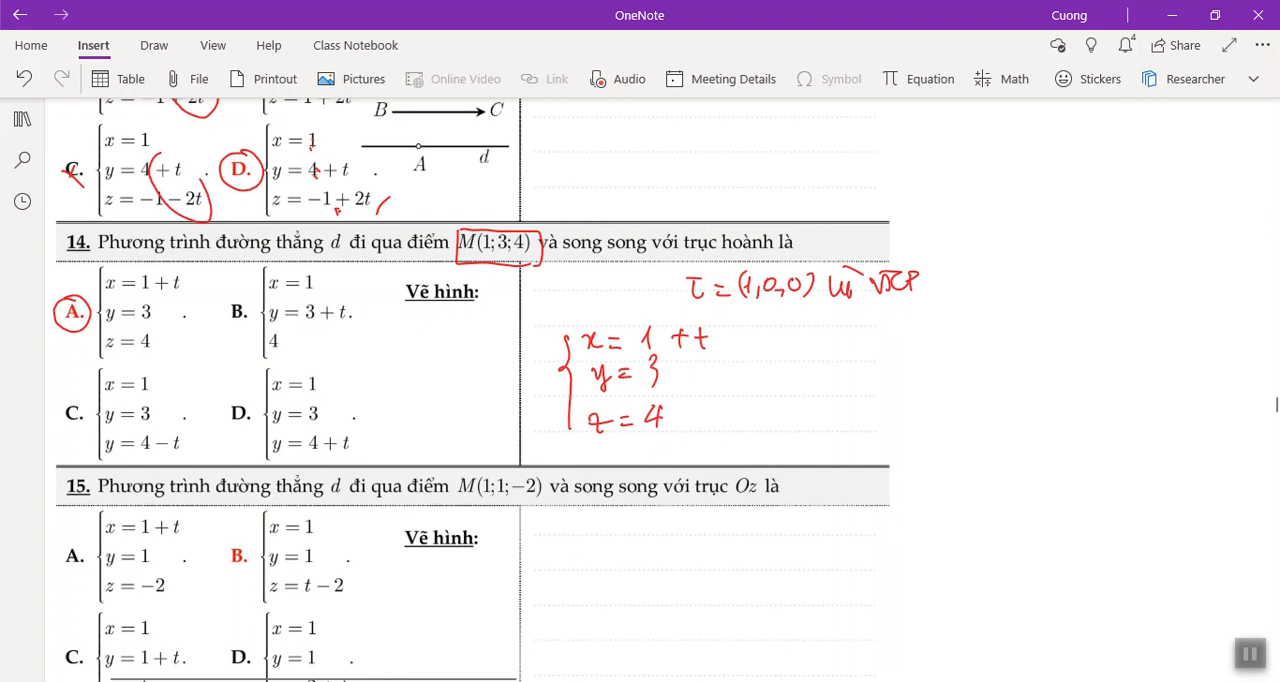 OneNote
Cuong
Home Insert Draw View Help Class Notebook
Share
4
Table File Printout Pictures Online Video Link Audio Meeting Details Symbol Equation Math Stickers Researcher
B C
C. x = 1
y = 4 + t .
z = −1 − 2t
D. x = 1
y = 4 + t .
z = −1 + 2t
A d
14. Phương trình đường thẳng d đi qua điểm M(1;3;4) và song song với trục hoành là
A. x = 1 + t
y = 3 .
z = 4
B. x = 1
y = 3 + t.
4
Vẽ hình:
C. x = 1
y = 3 .
y = 4 − t
D. x = 1
y = 3 .
y = 4 + t
= (1,0,0) VTCP
x = 1 + t
y = 3
z = 4
15. Phương trình đường thẳng d đi qua điểm M(1;1;−2) và song song với trục Oz là
A. x = 1 + t
y = 1 .
z = −2
B. x = 1
y = 1 .
z = t − 2
Vẽ hình:
C. x = 1
y = 1 + t.
D. x = 1
y = 1 .